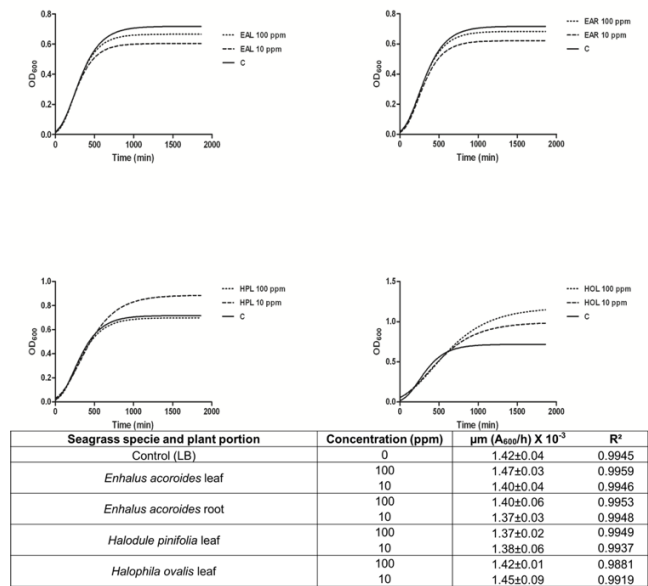 EAL 100 ppm
EAL 10 ppm
C
OD600
0.8
0.6
0.4
0.2
0.0
0 500 1000 1500 2000
Time (min)
EAR 100 ppm
EAR 10 ppm
C
OD600
0.8
0.6
0.4
0.2
0.0
0 500 1000 1500 2000
Time (min)
HPL 100 ppm
HPL 10 ppm
C
OD600
1.0
0.8
0.6
0.4
0.2
0.0
0 500 1000 1500 2000
Time (min)
HOL 100 ppm
HOL 10 ppm
C
OD600
1.5
1.0
0.5
0.0
0 500 1000 1500 2000
Time (min)
Seagrass specie and plant portion Concentration (ppm) µm (A600/h) X 10-3 R²
Control (LB) 0 1.42±0.04 0.9945
Enhalus acoroides leaf 100 1.47±0.03 0.9959
10 1.40±0.04 0.9946
Enhalus acoroides root 100 1.40±0.06 0.9953
10 1.37±0.03 0.9948
Halodule pinifolia leaf 100 1.37±0.02 0.9949
10 1.38±0.06 0.9937
Halophila ovalis leaf 100 1.42±0.01 0.9881
10 1.45±0.09 0.9919